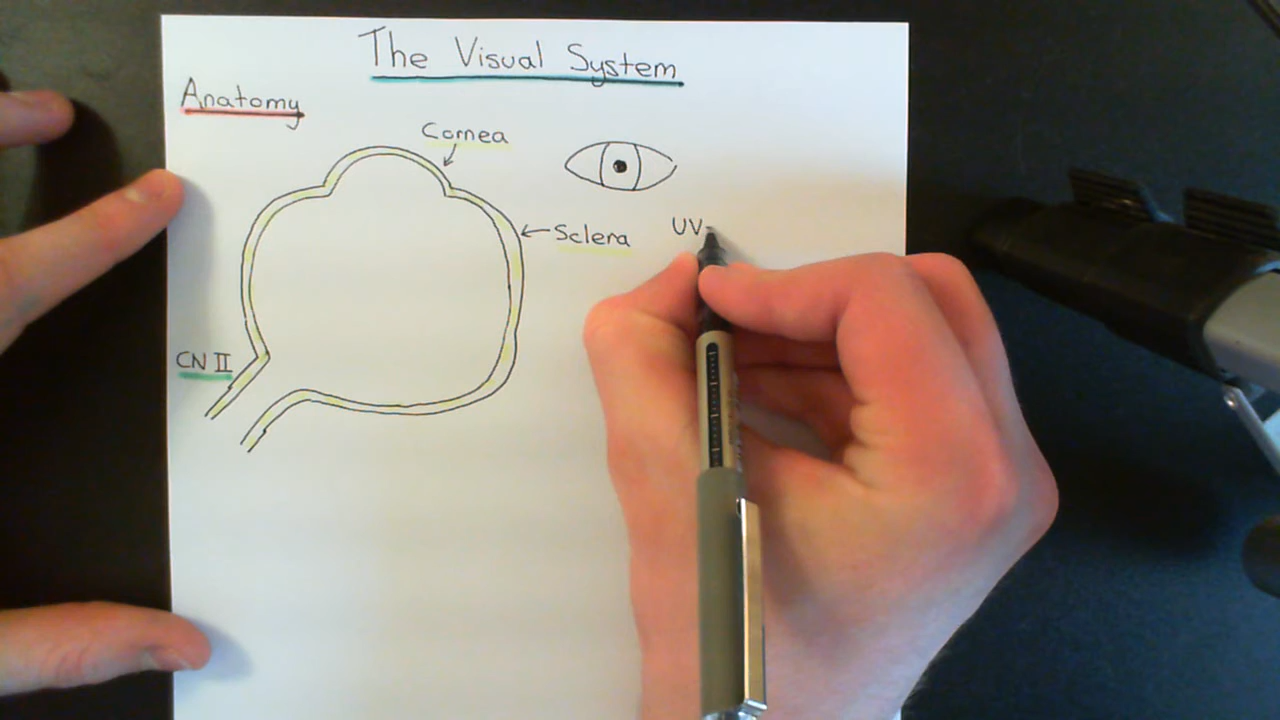 The Visual System
Anatomy
Cornea
Sclera
UV
CN II